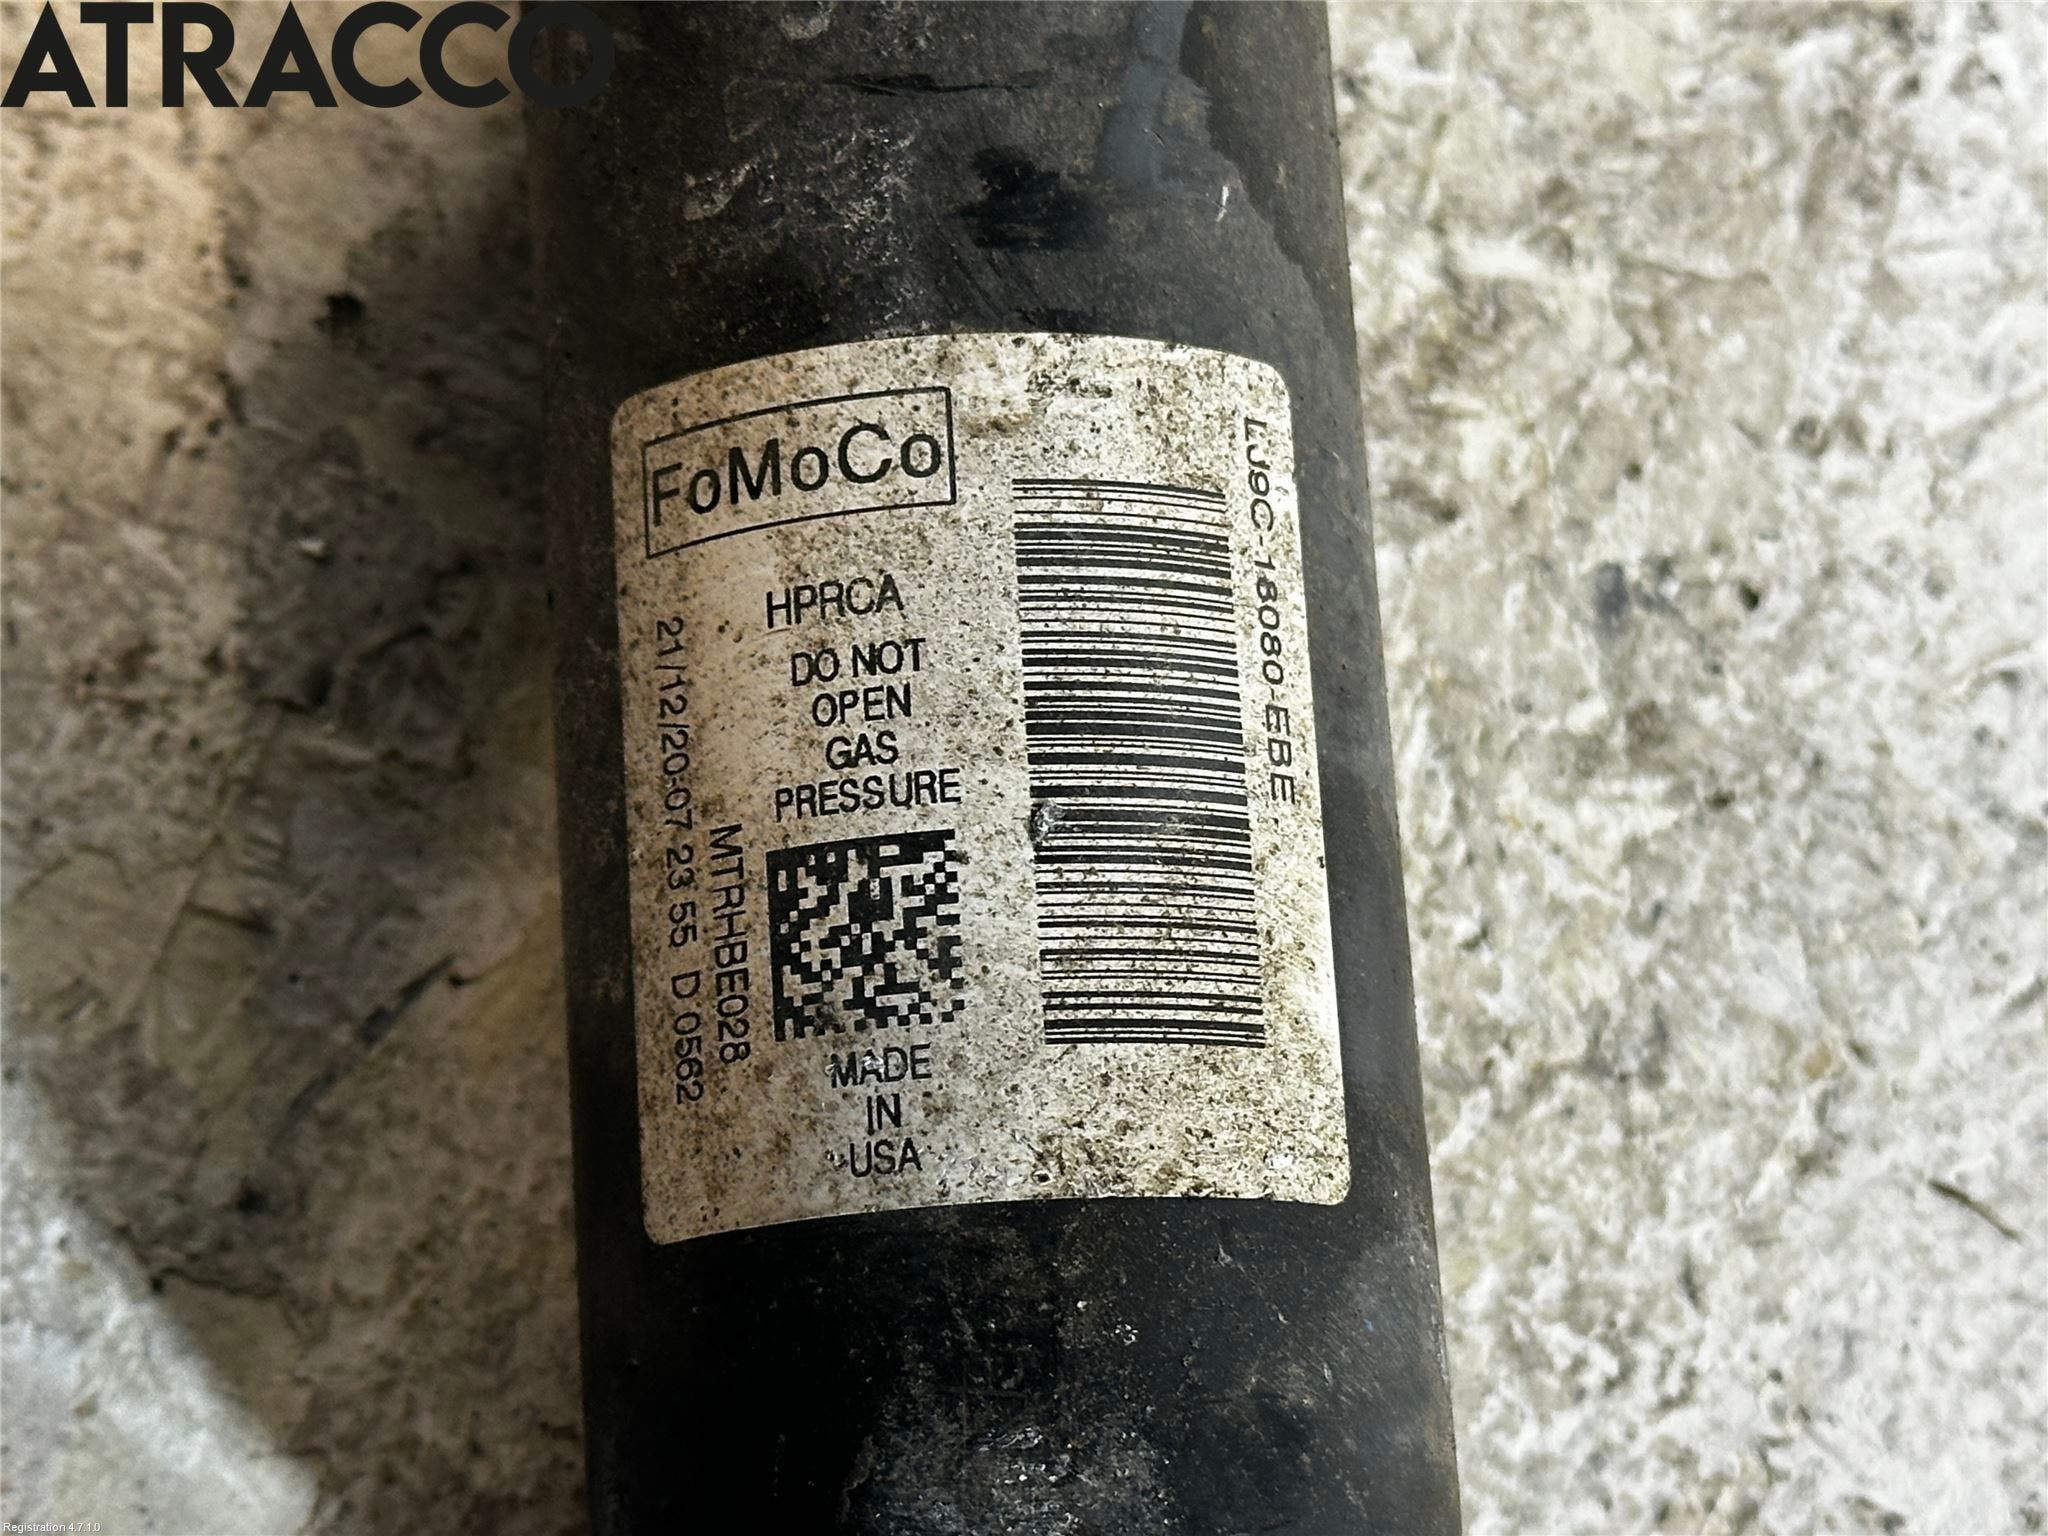 ATRACCO
FoMoCo
HPRCA
DO NOT
OPEN
GAS
PRESSURE
MADE
IN
USA
LJ9C-18080-EBE
MTRHBE028
21/12/20-07 23 55 D 0562
Registration 4.7.1.0